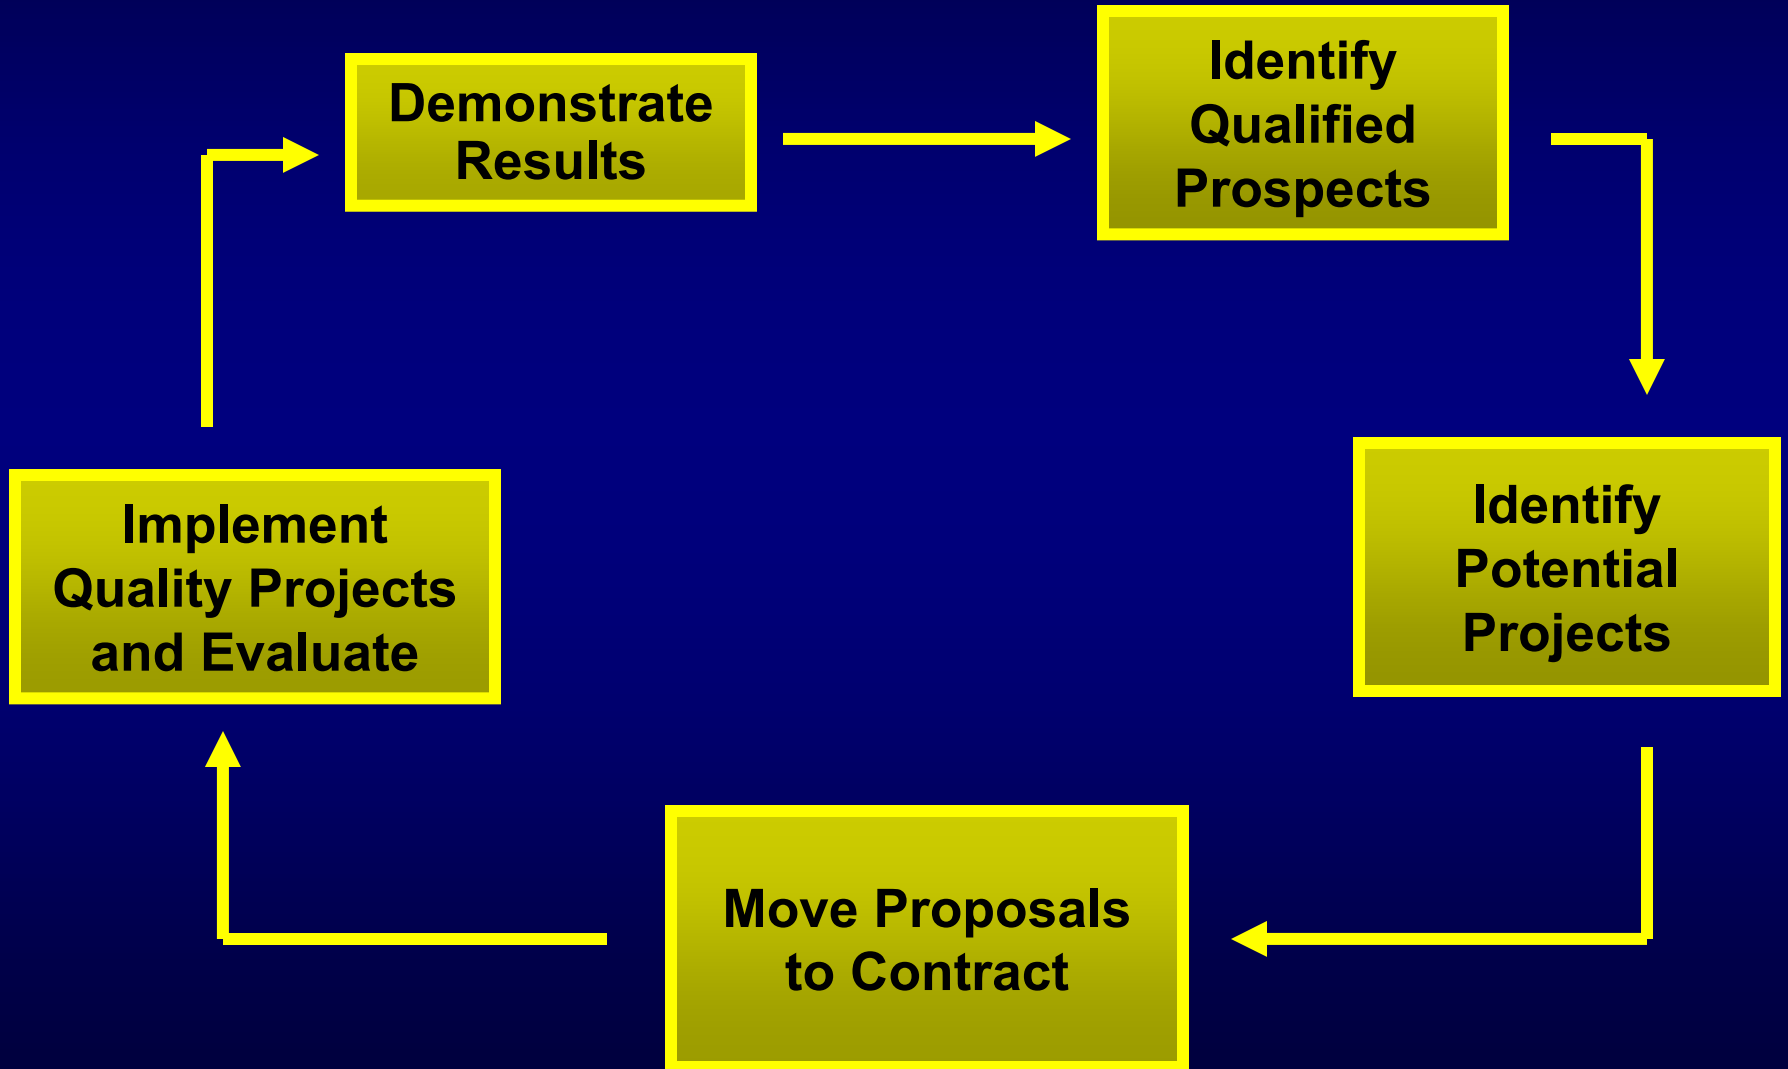 Demonstrate
Results
Identify
Qualified
Prospects
Identify
Potential
Projects
Move Proposals
to Contract
Implement
Quality Projects
and Evaluate